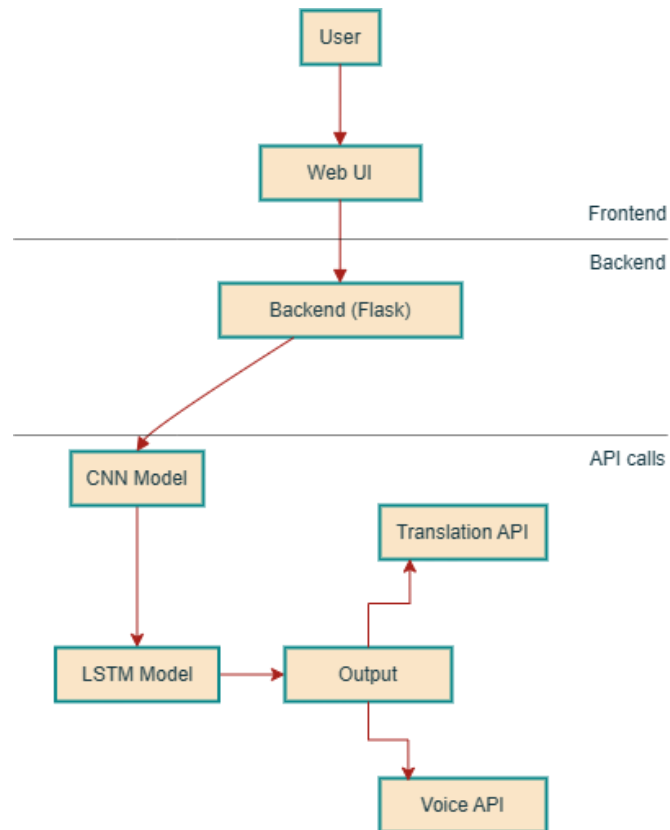 User
Web UI
Frontend
Backend
Backend (Flask)
API calls
CNN Model
Translation API
LSTM Model
Output
Voice API